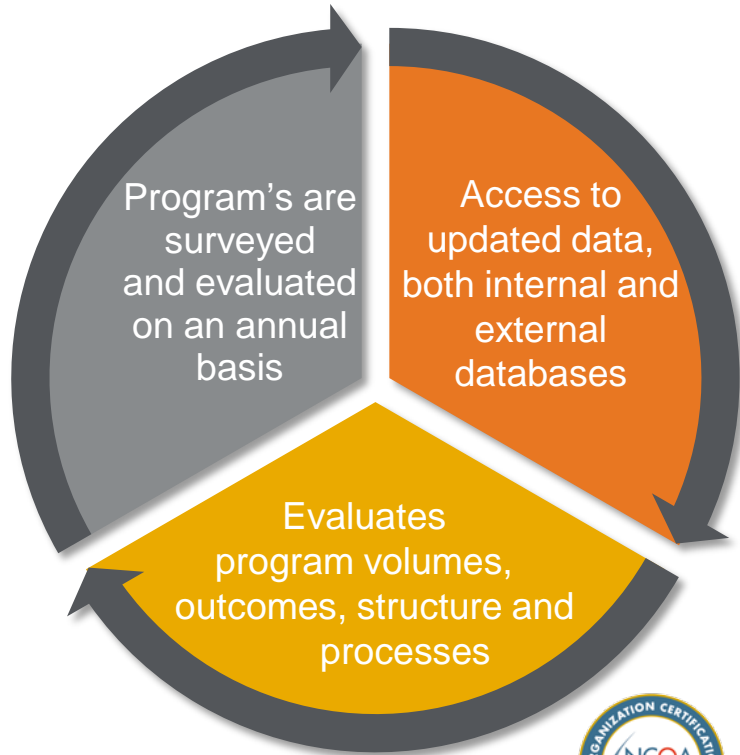 Program's are
surveyed
and evaluated
on an annual
basis
Access to
updated data,
both internal and
external
databases
Evaluates
program volumes,
outcomes, structure and
processes